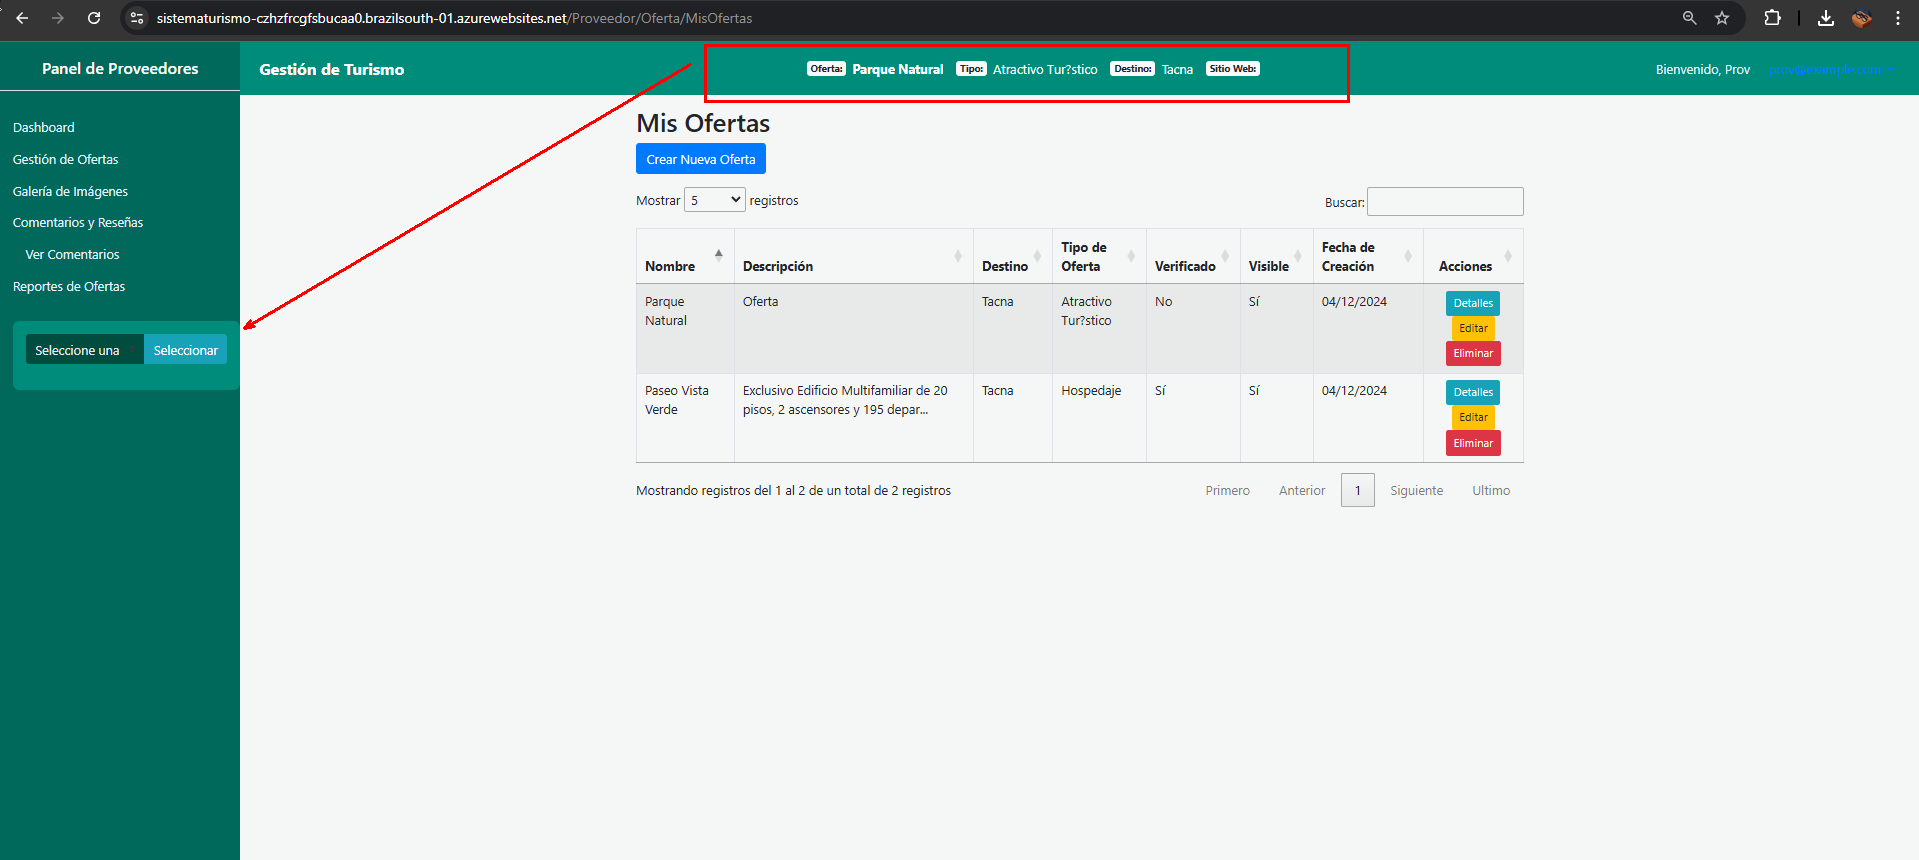 sistematurismo-czhzfrcgfsbucaa0.brazilsouth-01.azurewebsites.net/Proveedor/Oferta/MisOfertas
Panel de Proveedores
Gestión de Turismo
Oferta: Parque Natural Tipo: Atractivo Tur?stico Destino: Tacna Sitio Web:
Bienvenido, Prov prov@example.com
Dashboard
Gestión de Ofertas
Galería de Imágenes
Comentarios y Reseñas
Ver Comentarios
Reportes de Ofertas
Seleccione una Seleccionar
Mis Ofertas
Crear Nueva Oferta
Mostrar 5 registros
Buscar:
Nombre Descripción Destino Tipo de Oferta Verificado Visible Fecha de Creación Acciones
Parque Natural Oferta Tacna Atractivo Tur?stico No Sí 04/12/2024 Detalles
Editar
Eliminar
Paseo Vista Verde Exclusivo Edificio Multifamiliar de 20 pisos, 2 ascensores y 195 depar... Tacna Hospedaje Sí Sí 04/12/2024 Detalles
Editar
Eliminar
Mostrando registros del 1 al 2 de un total de 2 registros
Primero Anterior 1 Siguiente Ultimo